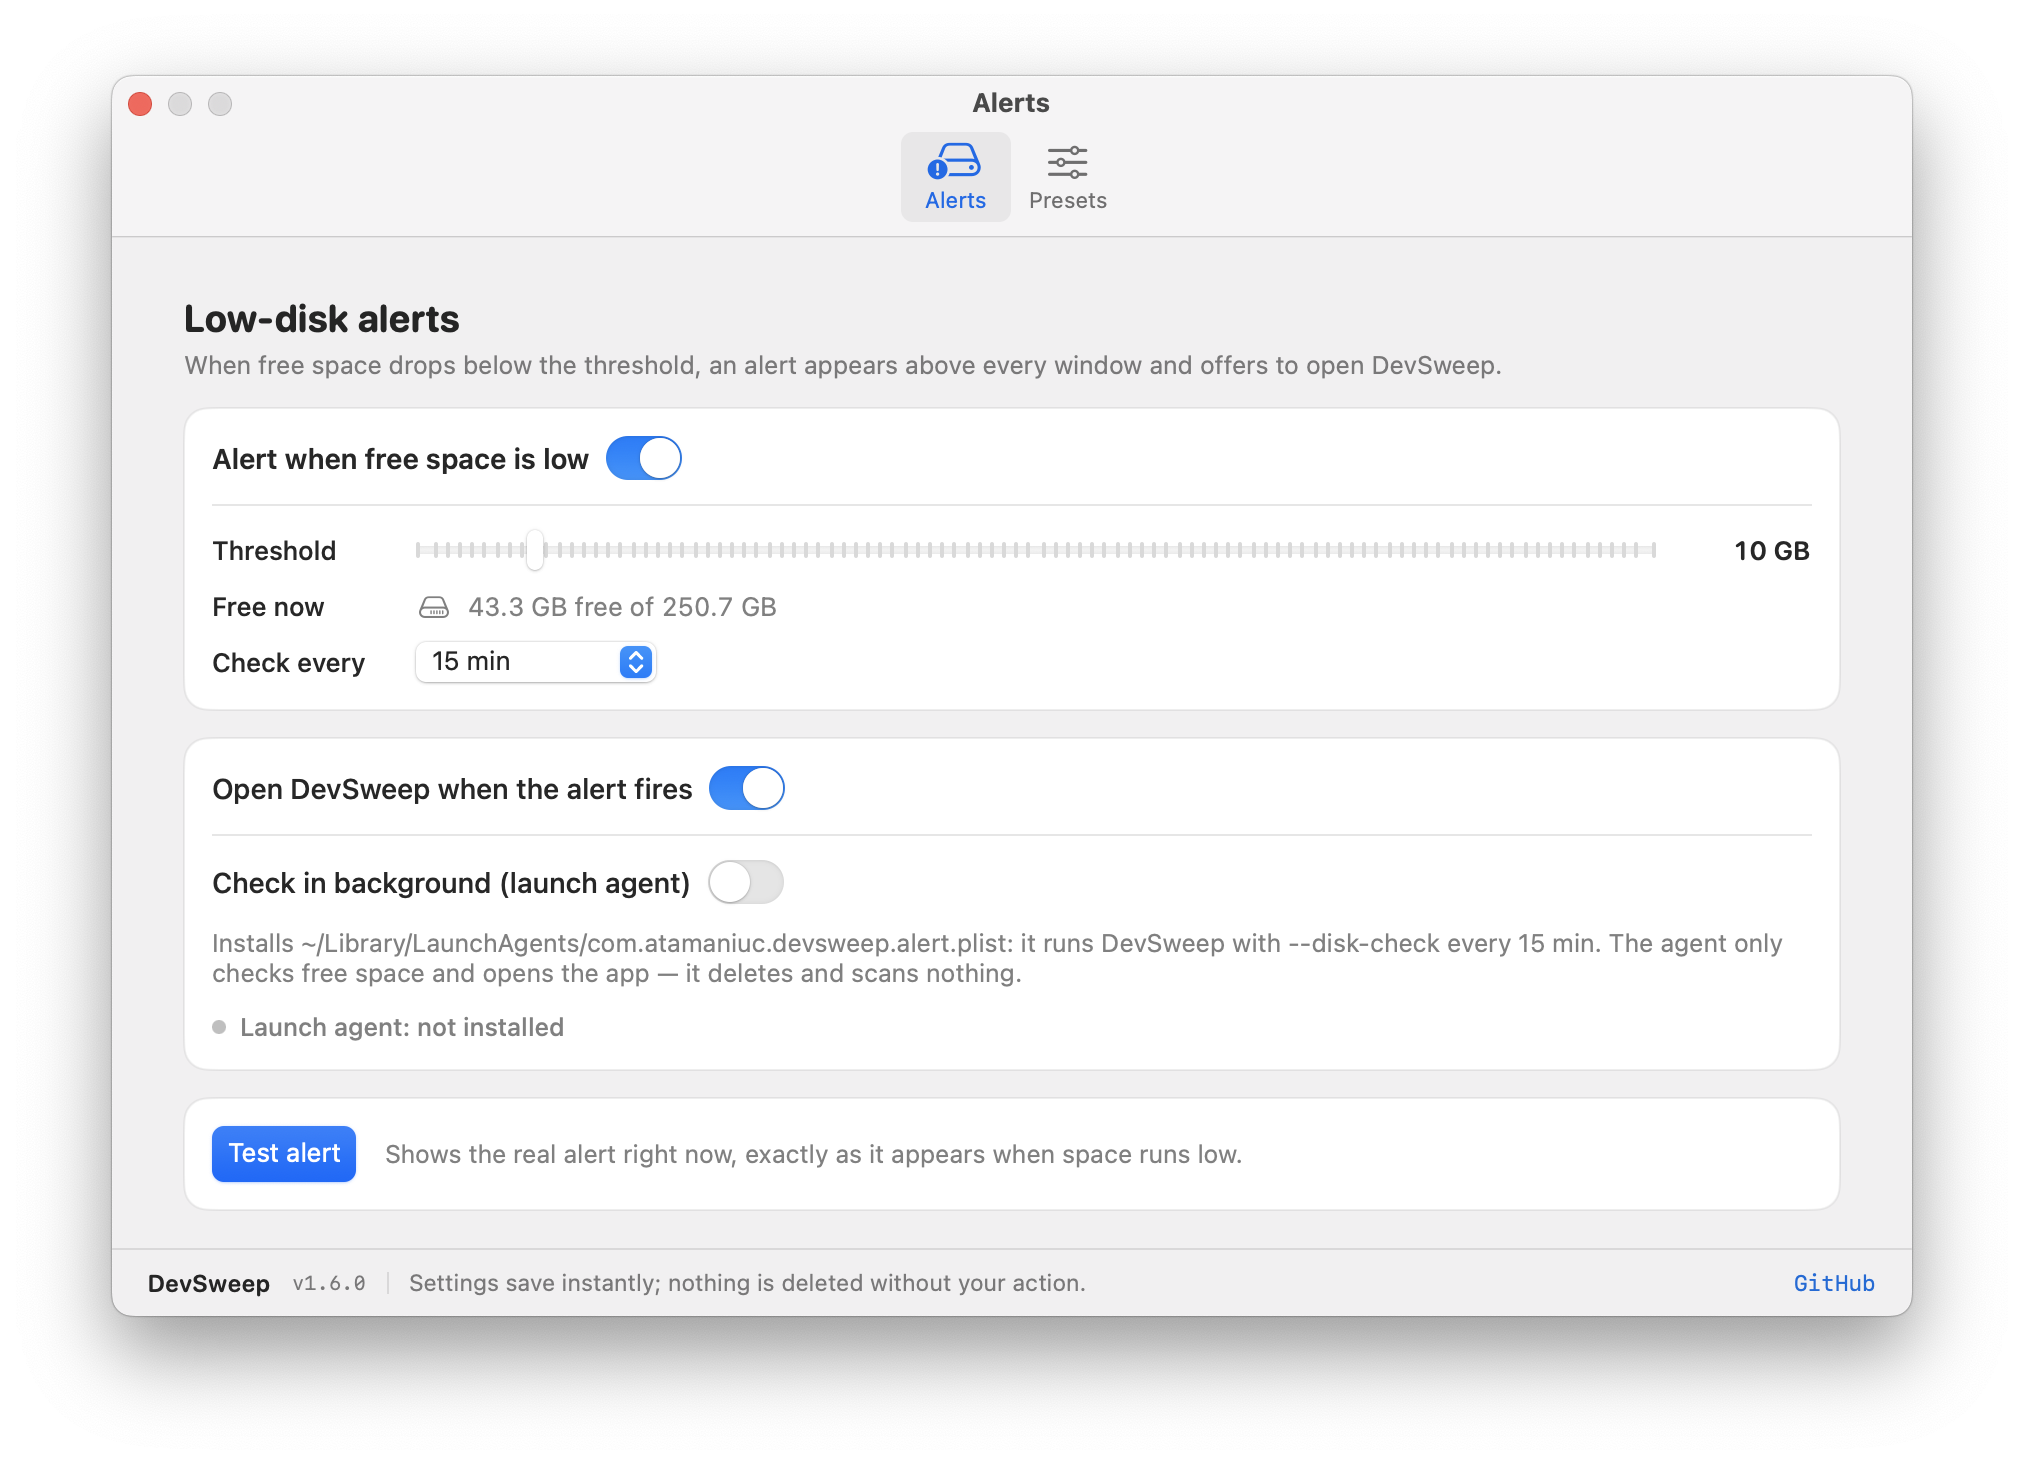 Alerts
Alerts
Presets
Low-disk alerts
When free space drops below the threshold, an alert appears above every window and offers to open DevSweep.
Alert when free space is low
Threshold
10 GB
Free now
43.3 GB free of 250.7 GB
Check every
15 min
Open DevSweep when the alert fires
Check in background (launch agent)
Installs ~/Library/LaunchAgents/com.atamaniuc.devsweep.alert.plist: it runs DevSweep with --disk-check every 15 min. The agent only
checks free space and opens the app — it deletes and scans nothing.
Launch agent: not installed
Test alert
Shows the real alert right now, exactly as it appears when space runs low.
DevSweep v1.6.0
Settings save instantly; nothing is deleted without your action.
GitHub